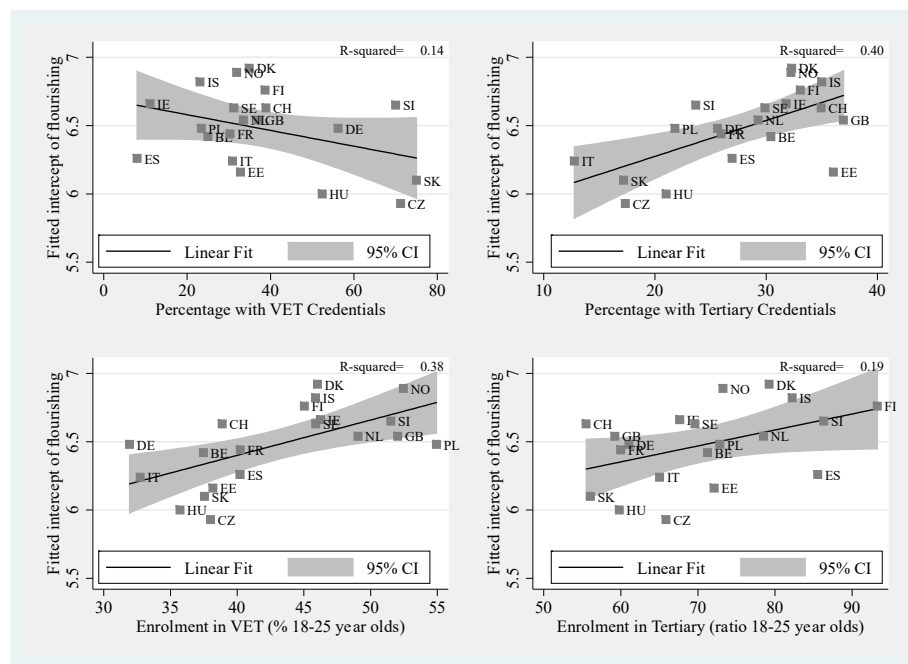 R-squared= 0.14
Fitted intercept of flourishing
7
6.5
6
5.5
DK
NO
IS
FI
IE
SE
CH
SI
NL
GB
PL
FR
BE
DE
ES
IT
EE
HU
SK
CZ
Linear Fit 95% CI
0 20 40 60 80
Percentage with VET Credentials
R-squared= 0.40
Fitted intercept of flourishing
7
6.5
6
5.5
DK
NO
IS
FI
SI
SE
IE
CH
NL
GB
PL
DE
FR
BE
IT
ES
EE
SK
HU
CZ
Linear Fit 95% CI
10 20 30 40
Percentage with Tertiary Credentials
R-squared= 0.38
Fitted intercept of flourishing
7
6.5
6
5.5
DK
NO
IS
FI
IE
SE
CH
SI
NL
GB
PL
DE
BE
FR
IT
ES
EE
SK
HU
CZ
Linear Fit 95% CI
30 35 40 45 50 55
Enrolment in VET (% 18-25 year olds)
R-squared= 0.19
Fitted intercept of flourishing
7
6.5
6
5.5
NO
DK
IS
FI
CH
IE
SE
SI
GB
NL
DE
FR
PL
BE
IT
ES
EE
SK
HU
CZ
Linear Fit 95% CI
50 60 70 80 90
Enrolment in Tertiary (ratio 18-25 year olds)